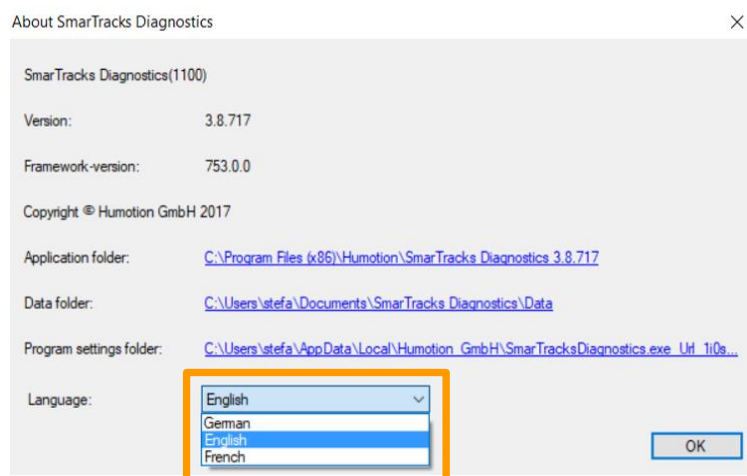 About SmarTracks Diagnostics
SmarTracks Diagnostics(1100)
Version: 3.8.717
Framework-version: 753.0.0
Copyright © Humotion GmbH 2017
Application folder: C:\Program Files (x86)\Humotion\SmarTracks Diagnostics 3.8.717
Data folder: C:\Users\stefa\Documents\SmarTracks Diagnostics\Data
Program settings folder: C:\Users\stefa\AppData\Local\Humotion_GmbH\SmarTracksDiagnostics.exe_Url_1i0s...
Language: English
German
English
French
OK